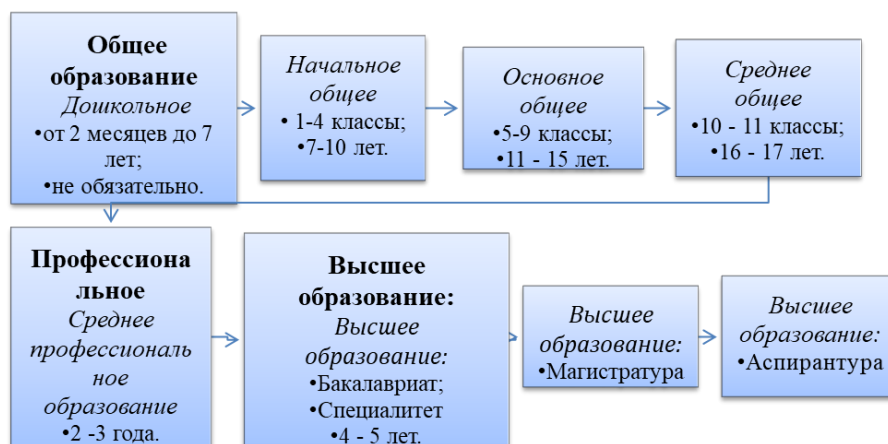 Общее
образование
Дошкольное
•от 2 месяцев до 7
лет;
•не обязательно.
Начальное
общее
• 1-4 классы;
•7-10 лет.
Основное
общее
•5-9 классы;
•11 - 15 лет.
Среднее
общее
•10 - 11 классы;
•16 - 17 лет.
Профессиона
льное
Среднее
профессиональ
ное
образование
•2 -3 года.
Высшее
образование:
Высшее
образование:
•Бакалавриат;
•Специалитет
•4 - 5 лет.
Высшее
образование:
•Магистратура
Высшее
образование:
•Аспирантура